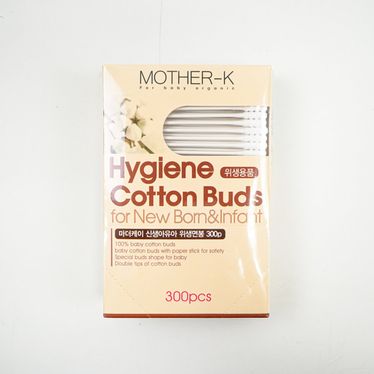 MOTHER-K
For baby organic
Hygiene
위생용품
Cotton Buds
for New Born&Infant
마더케이 신생아유아 위생면봉 300p
100% baby cotton buds
baby cotton buds with paper stick for safety
Special buds shape for baby
Double tips of cotton buds
300pcs